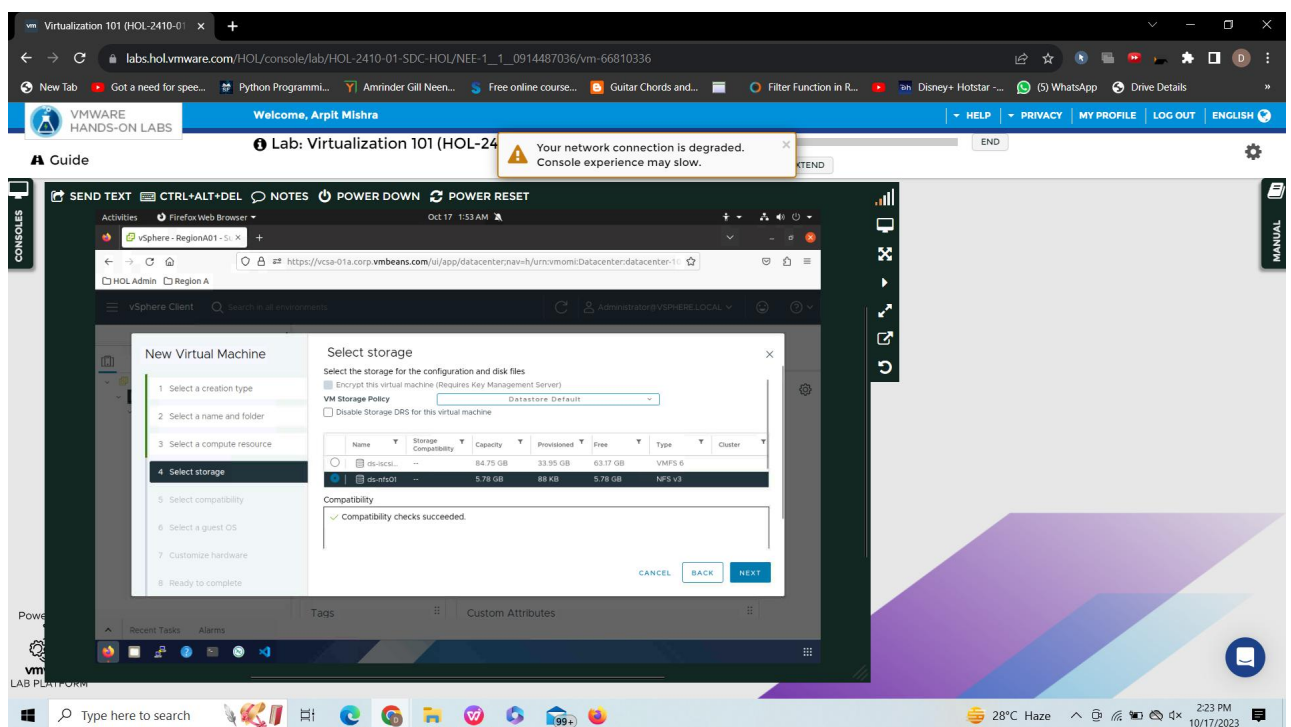 vm Virtualization 101 (HOL-2410-01 × +
labs.hol.vmware.com/HOL/console/lab/HOL-2410-01-SDC-HOL/NEE-1__1_0914487036/vm-66810336
New Tab Got a need for spee... Python Programmi... Amrinder Gill Neen... Free online course... Guitar Chords and... Filter Function in R... Disney+ Hotstar -... (5) WhatsApp Drive Details »
VMWARE
HANDS-ON LABS
Welcome, Arpit Mishra
HELP PRIVACY MY PROFILE LOG OUT ENGLISH
Guide
Lab: Virtualization 101 (HOL-24
Your network connection is degraded.
Console experience may slow.
END
XTEND
CONSOLES
MANUAL
SEND TEXT CTRL+ALT+DEL NOTES POWER DOWN POWER RESET
Activities Firefox Web Browser Oct 17 1:53 AM
vSphere - RegionA01 - × +
https://vcsa-01a.corp.vmbeans.com/ui/app/datacenter;nav=h/urn:vmomi:Datacenter:datacenter-
HOL Admin Region A
vSphere Client Search in all environments Administrator@VSPHERE.LOCAL
New Virtual Machine
1 Select a creation type
2 Select a name and folder
3 Select a compute resource
4 Select storage
5 Select compatibility
6 Select a guest OS
7 Customize hardware
8 Ready to complete
Select storage
Select the storage for the configuration and disk files
Encrypt this virtual machine (Requires Key Management Server)
VM Storage Policy Datastore Default
Disable Storage DRS for this virtual machine
Name Storage Compatibility Capacity Provisioned Free Type Cluster
ds-iscsi... -- 84.75 GB 33.95 GB 63.17 GB VMFS 6
ds-nfs01 -- 5.78 GB 88 KB 5.78 GB NFS v3
Compatibility
Compatibility checks succeeded.
CANCEL BACK NEXT
Tags Custom Attributes
Recent Tasks Alarms
Powe
vm
LAB PLATFORM
Type here to search
99+
28°C Haze
2:23 PM
10/17/2023